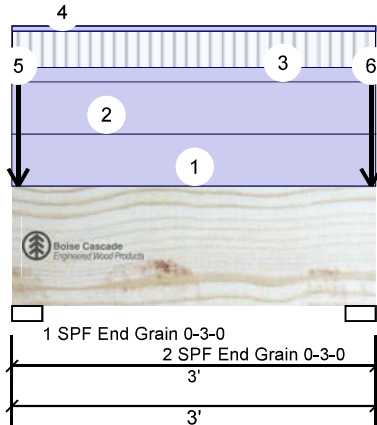 4
5
6
3
2
1
Boise Cascade
Engineered Wood Products
1 SPF End Grain 0-3-0
2 SPF End Grain 0-3-0
3'
3'